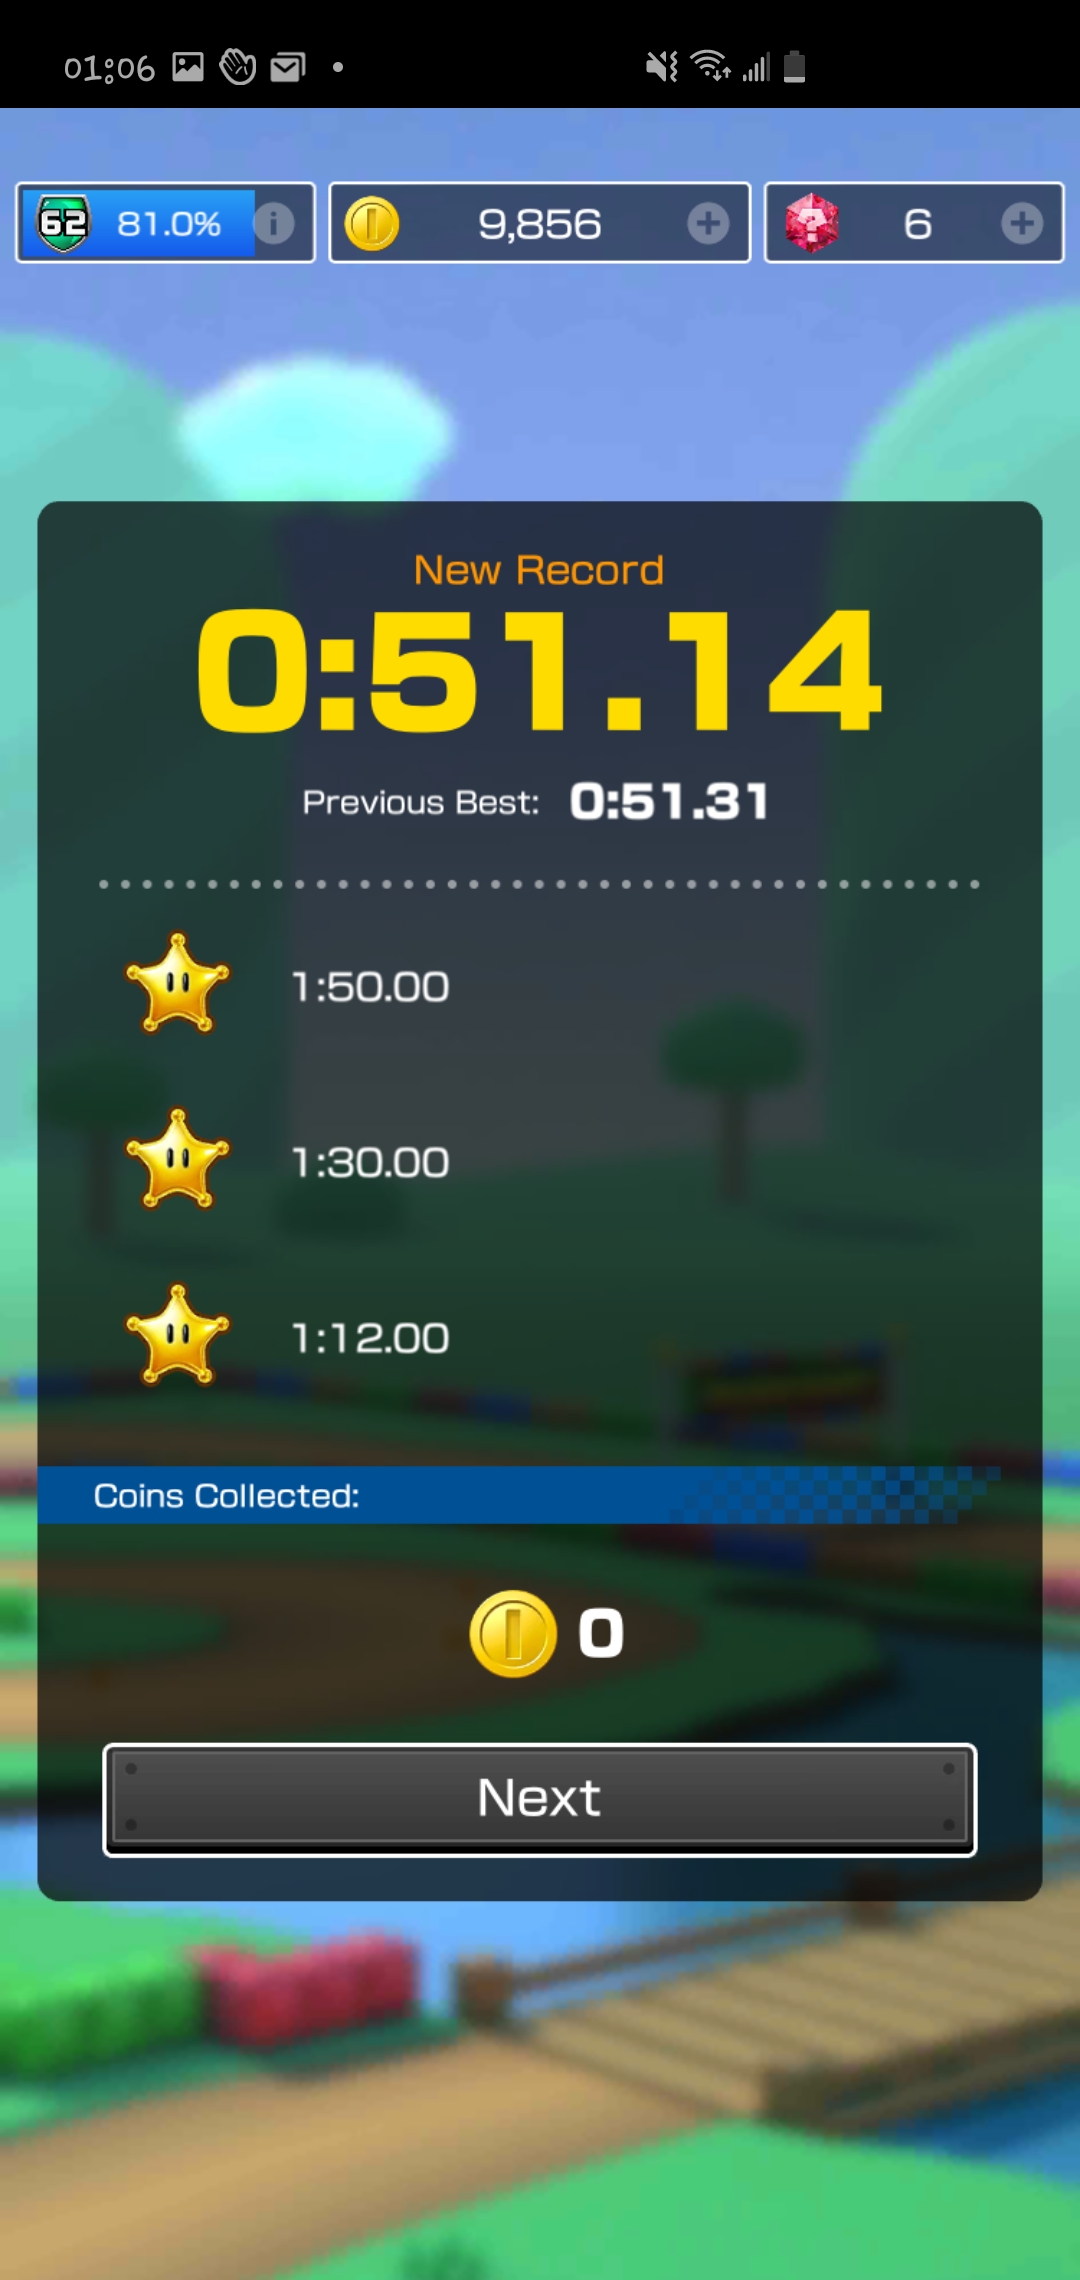 01:06
62 81.0% i 9,856 + ? 6 +
New Record
0:51.14
Previous Best: 0:51.31
1:50.00
1:30.00
1:12.00
Coins Collected:
0
Next